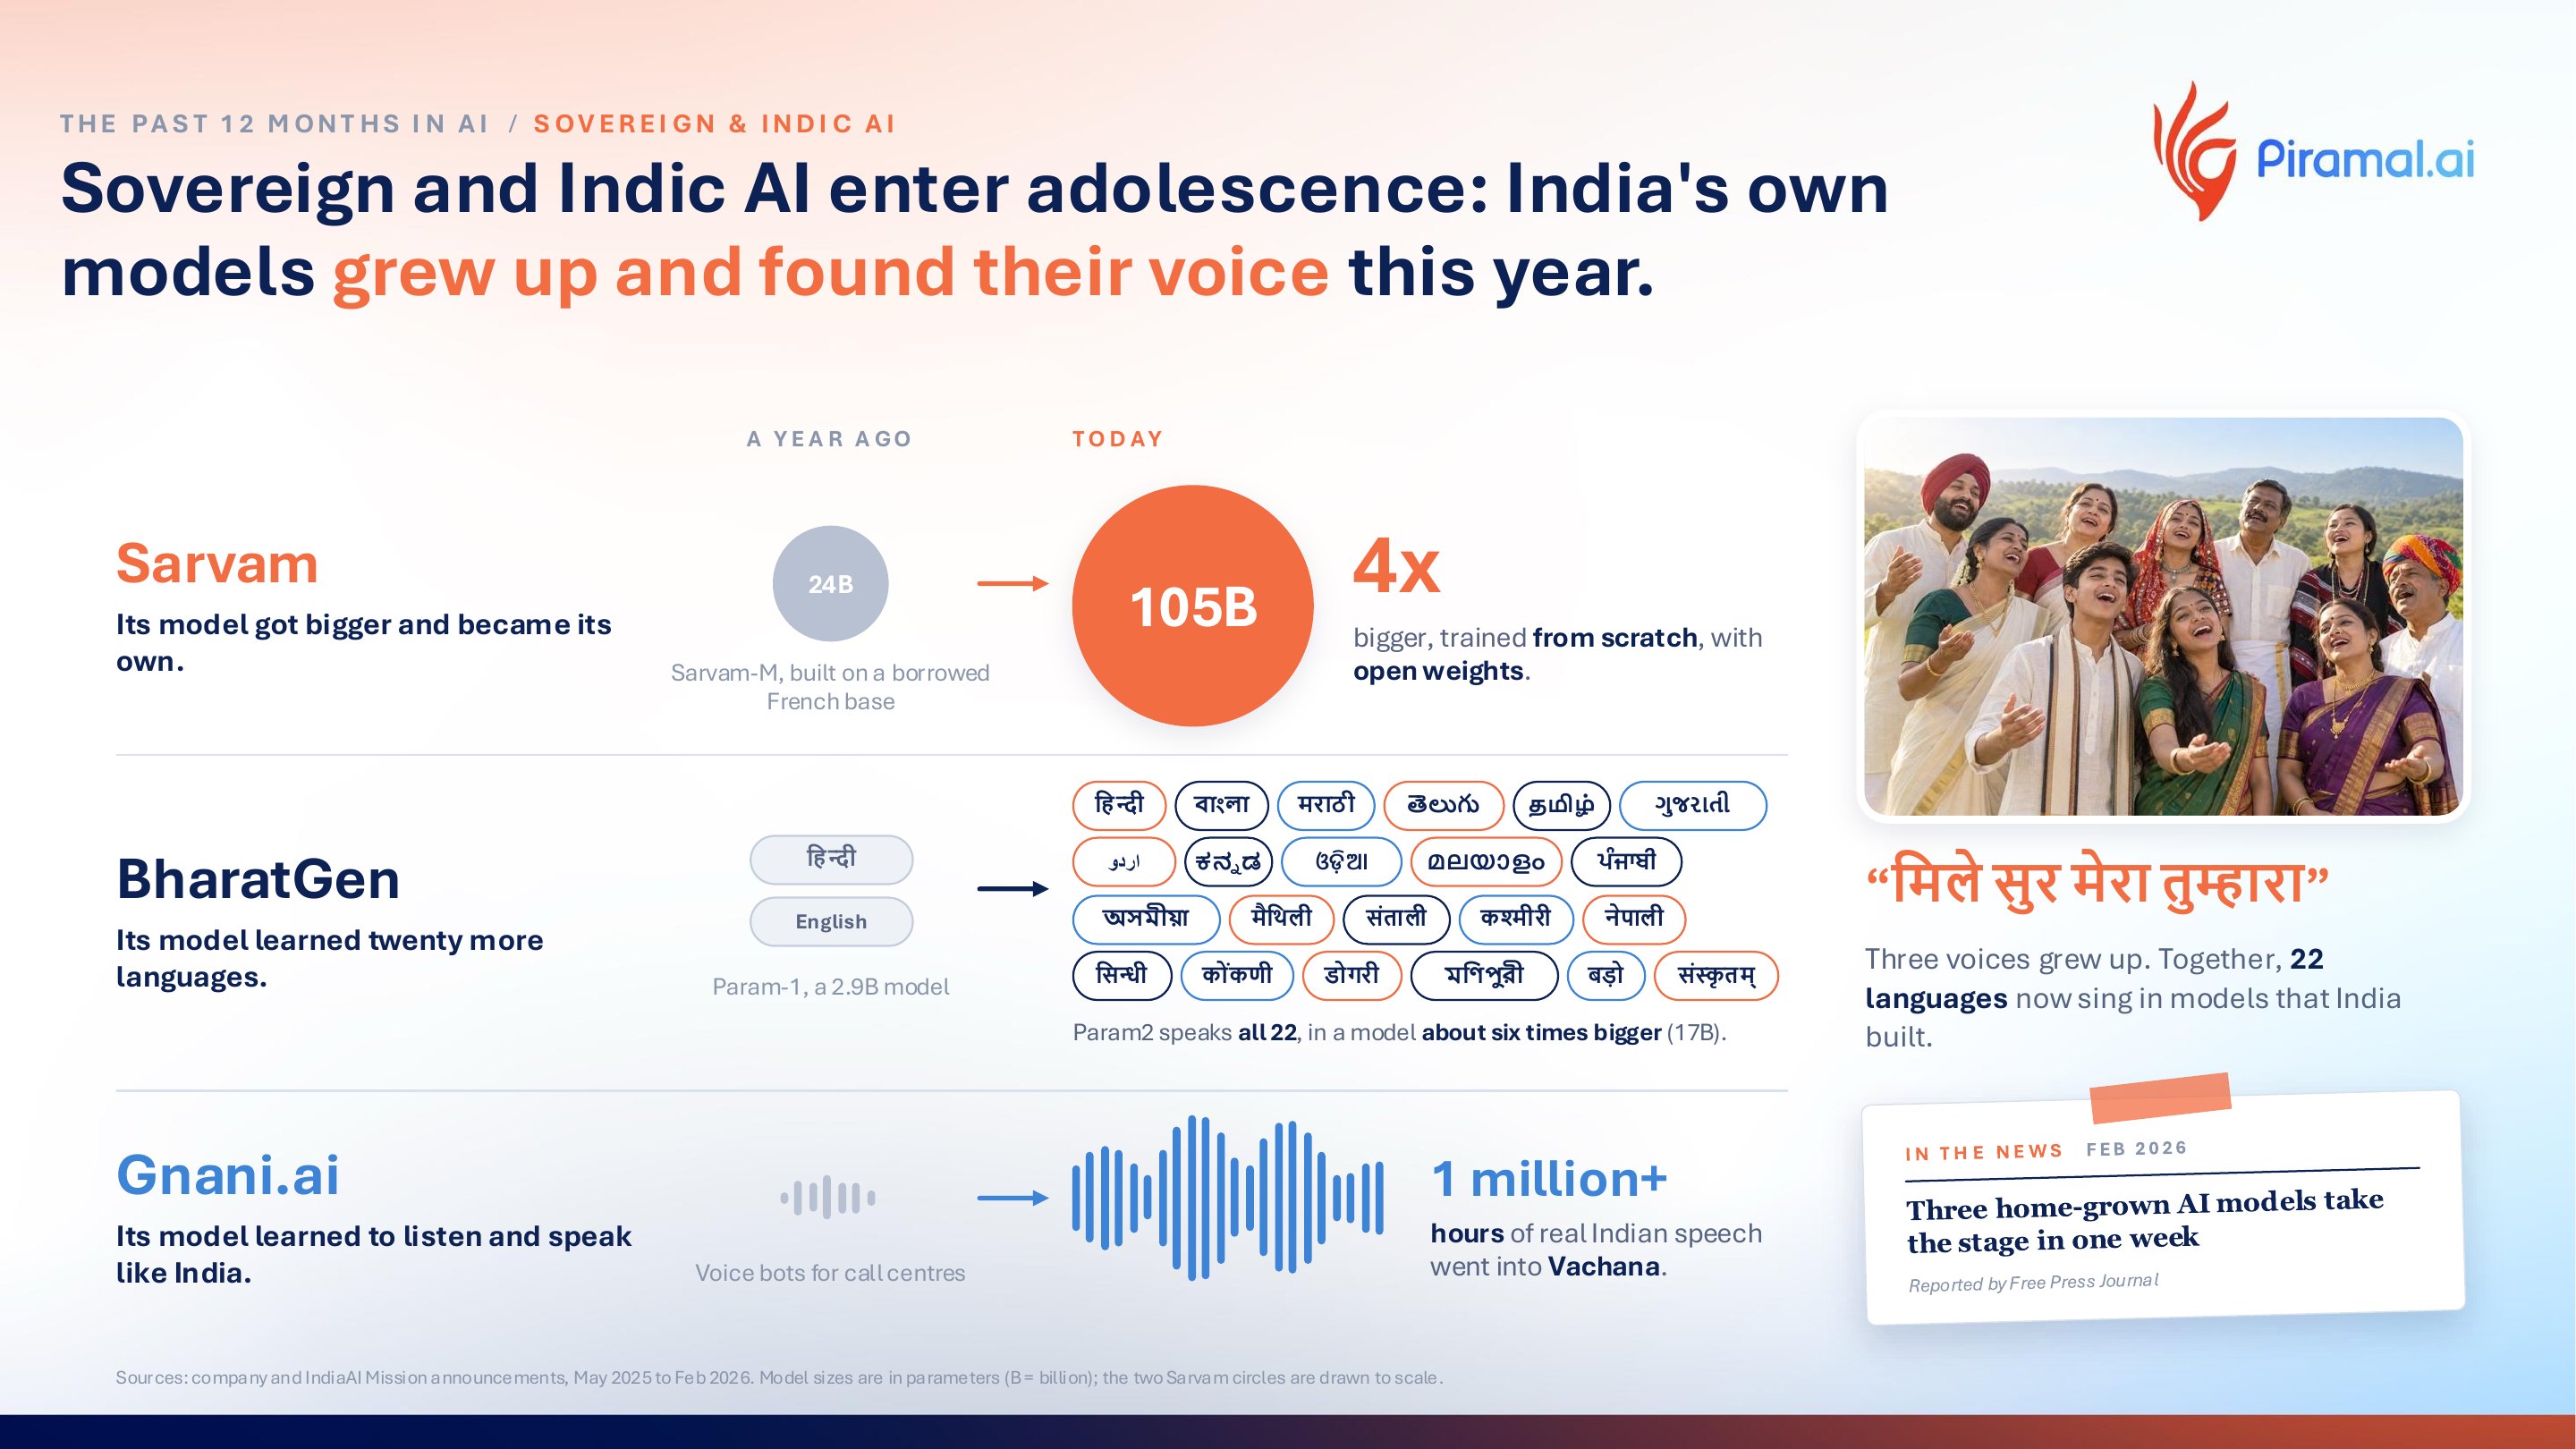 THE PAST 12 MONTHS IN AI / SOVEREIGN & INDIC AI
Sovereign and Indic AI enter adolescence: India's own
models grew up and found their voice this year.
Piramal.ai
A YEAR AGO
TODAY
Sarvam
Its model got bigger and became its
own.
24B
Sarvam-M, built on a borrowed
French base
105B
4x
bigger, trained from scratch, with
open weights.
BharatGen
Its model learned twenty more
languages.
हिन्दी
English
Param-1, a 2.9B model
हिन्दी বাংলা मराठी తెలుగు தமிழ் ગુજરાતી
اردو ಕನ್ನಡ ଓଡ଼ିଆ മലയാളം ਪੰਜਾਬੀ
অসমীয়া मैथिली संताली कश्मीरी नेपाली
सिन्धी कोंकणी डोगरी মণিপুরী बड़ो संस्कृतम्
Param2 speaks all 22, in a model about six times bigger (17B).
Gnani.ai
Its model learned to listen and speak
like India.
Voice bots for call centres
1 million+
hours of real Indian speech
went into Vachana.
“मिले सुर मेरा तुम्हारा”
Three voices grew up. Together, 22
languages now sing in models that India
built.
IN THE NEWS FEB 2026
Three home-grown AI models take
the stage in one week
Reported by Free Press Journal
Sources: company and IndiaAI Mission announcements, May 2025 to Feb 2026. Model sizes are in parameters (B = billion); the two Sarvam circles are drawn to scale.